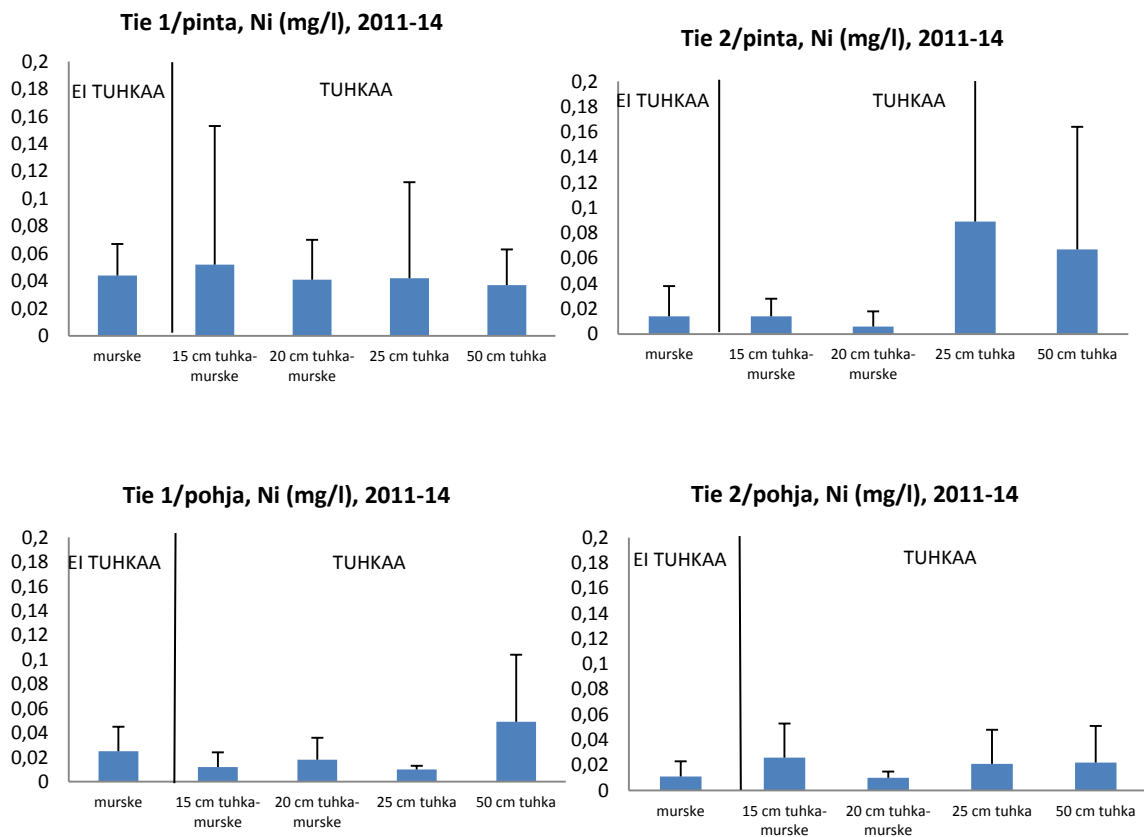 Tie 1/pinta, Ni (mg/l), 2011-14
0,2
0,18
0,16
0,14
0,12
0,1
0,08
0,06
0,04
0,02
0
EI TUHKAA
TUHKAA
murske
15 cm tuhka-
murske
20 cm tuhka-
murske
25 cm tuhka
50 cm tuhka
Tie 2/pinta, Ni (mg/l), 2011-14
0,2
0,18
0,16
0,14
0,12
0,1
0,08
0,06
0,04
0,02
0
EI TUHKAA
TUHKAA
murske
15 cm tuhka-
murske
20 cm tuhka-
murske
25 cm tuhka
50 cm tuhka
Tie 1/pohja, Ni (mg/l), 2011-14
0,2
0,18
0,16
0,14
0,12
0,1
0,08
0,06
0,04
0,02
0
EI TUHKAA
TUHKAA
murske
15 cm tuhka-
murske
20 cm tuhka-
murske
25 cm tuhka
50 cm tuhka
Tie 2/pohja, Ni (mg/l), 2011-14
0,2
0,18
0,16
0,14
0,12
0,1
0,08
0,06
0,04
0,02
0
EI TUHKAA
TUHKAA
murske
15 cm tuhka-
murske
20 cm tuhka-
murske
25 cm tuhka
50 cm tuhka